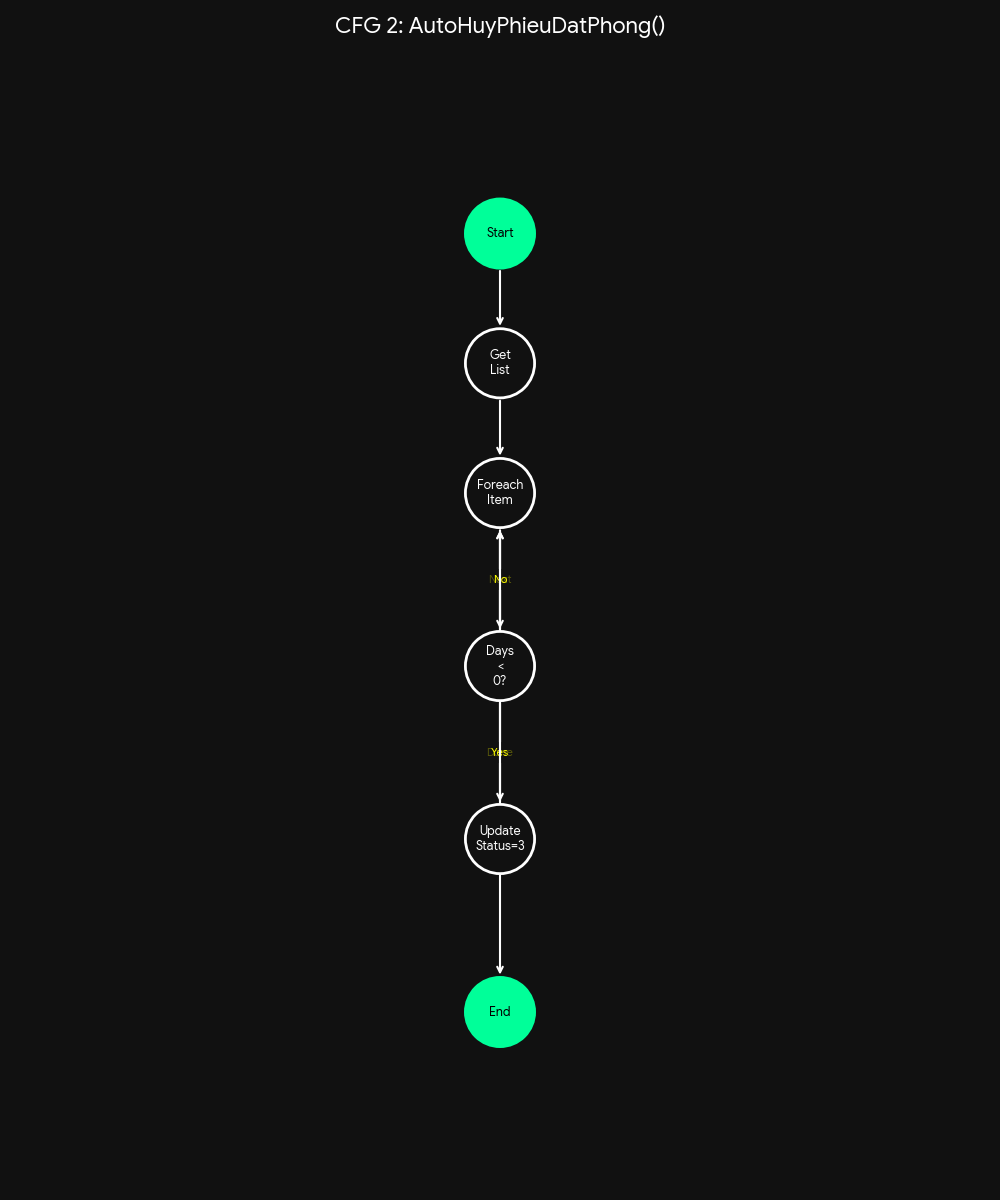 CFG 2: AutoHuyPhieuDatPhong()
Start
Get
List
Foreach
Item
No
Days
<
0?
Yes
Update
Status=3
End